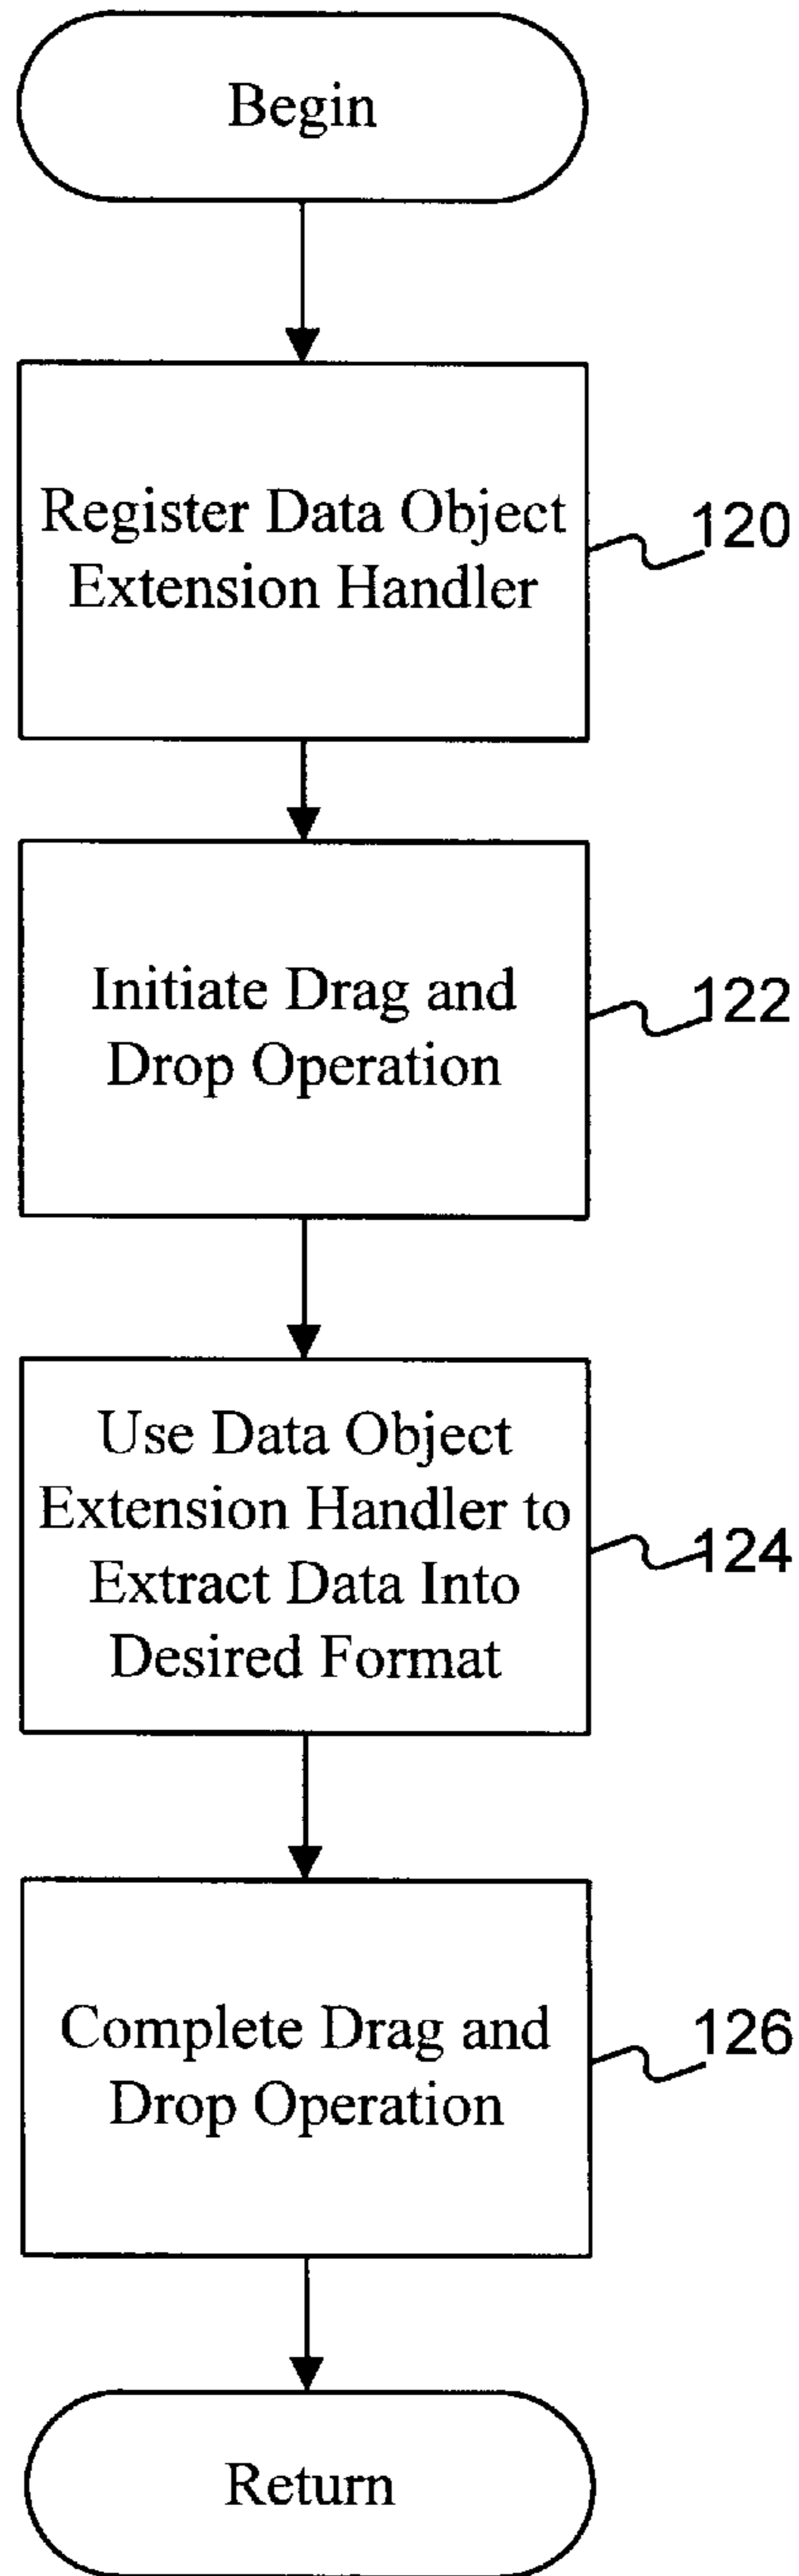 Begin
Register Data Object
Extension Handler
120
Initiate Drag and
Drop Operation
122
Use Data Object
Extension Handler to
Extract Data Into
Desired Format
124
Complete Drag and
Drop Operation
126
Return